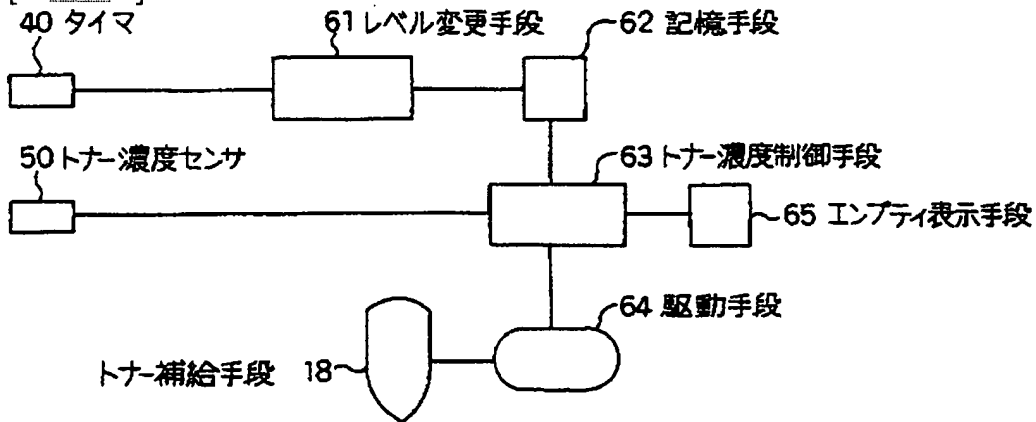 40 タイマ
61 レベル変更手段
62 記憶手段
50 トナー濃度センサ
63 トナー濃度制御手段
65 エンプティ表示手段
64 駆動手段
トナー補給手段 18